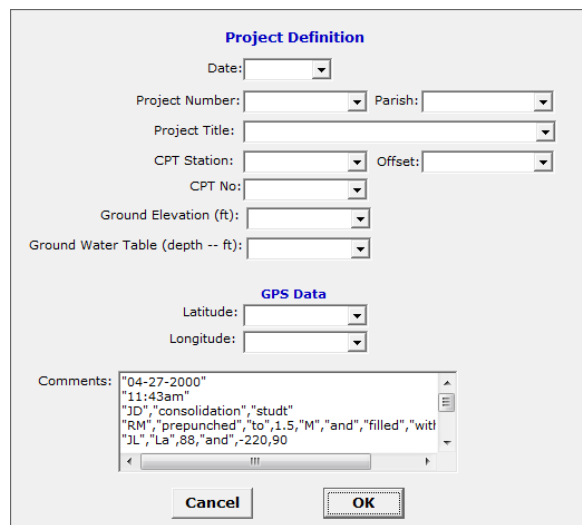 Project Definition
Date:
Project Number: Parish:
Project Title:
CPT Station: Offset:
CPT No:
Ground Elevation (ft):
Ground Water Table (depth -- ft):
GPS Data
Latitude:
Longitude:
Comments:
"04-27-2000"
"11:43am"
"JD","consolidation","studt"
"RM","prepunched","to",1.5,"M","and","filled","with
"JL","La",88,"and",-220,90
Cancel OK